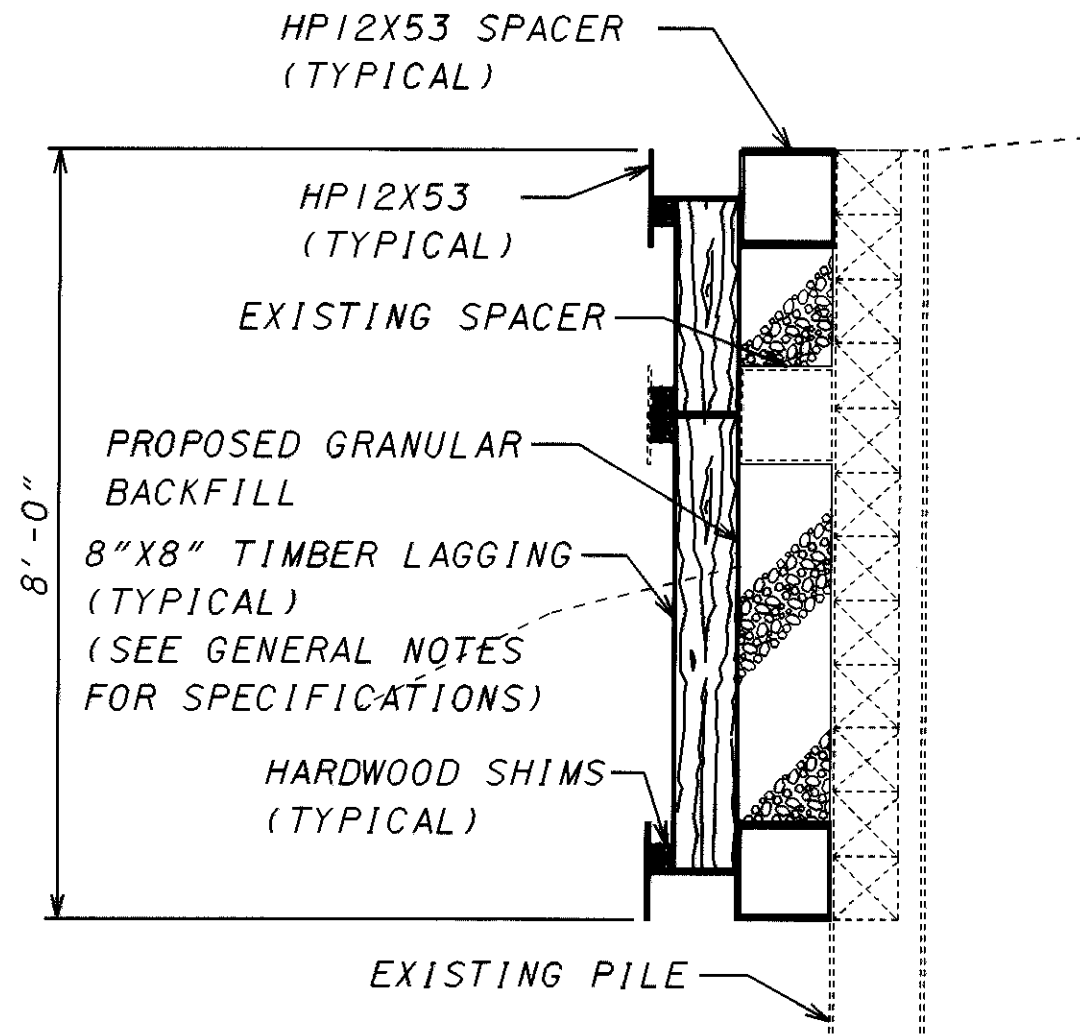 HP12X53 SPACER
(TYPICAL)
HP12X53
(TYPICAL)
EXISTING SPACER
PROPOSED GRANULAR
BACKFILL
8'-0"
8"X8" TIMBER LAGGING
(TYPICAL)
(SEE GENERAL NOTES
FOR SPECIFICATIONS)
HARDWOOD SHIMS
(TYPICAL)
EXISTING PILE